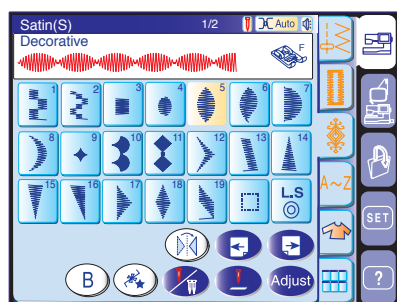 Satin(S) 1/2 Auto
Decorative
F
1 2 3 4 5 6 7
8 9 10 11 12 13 14
15 16 17 18 19 L.S
A~Z
SET
B Adjust ?